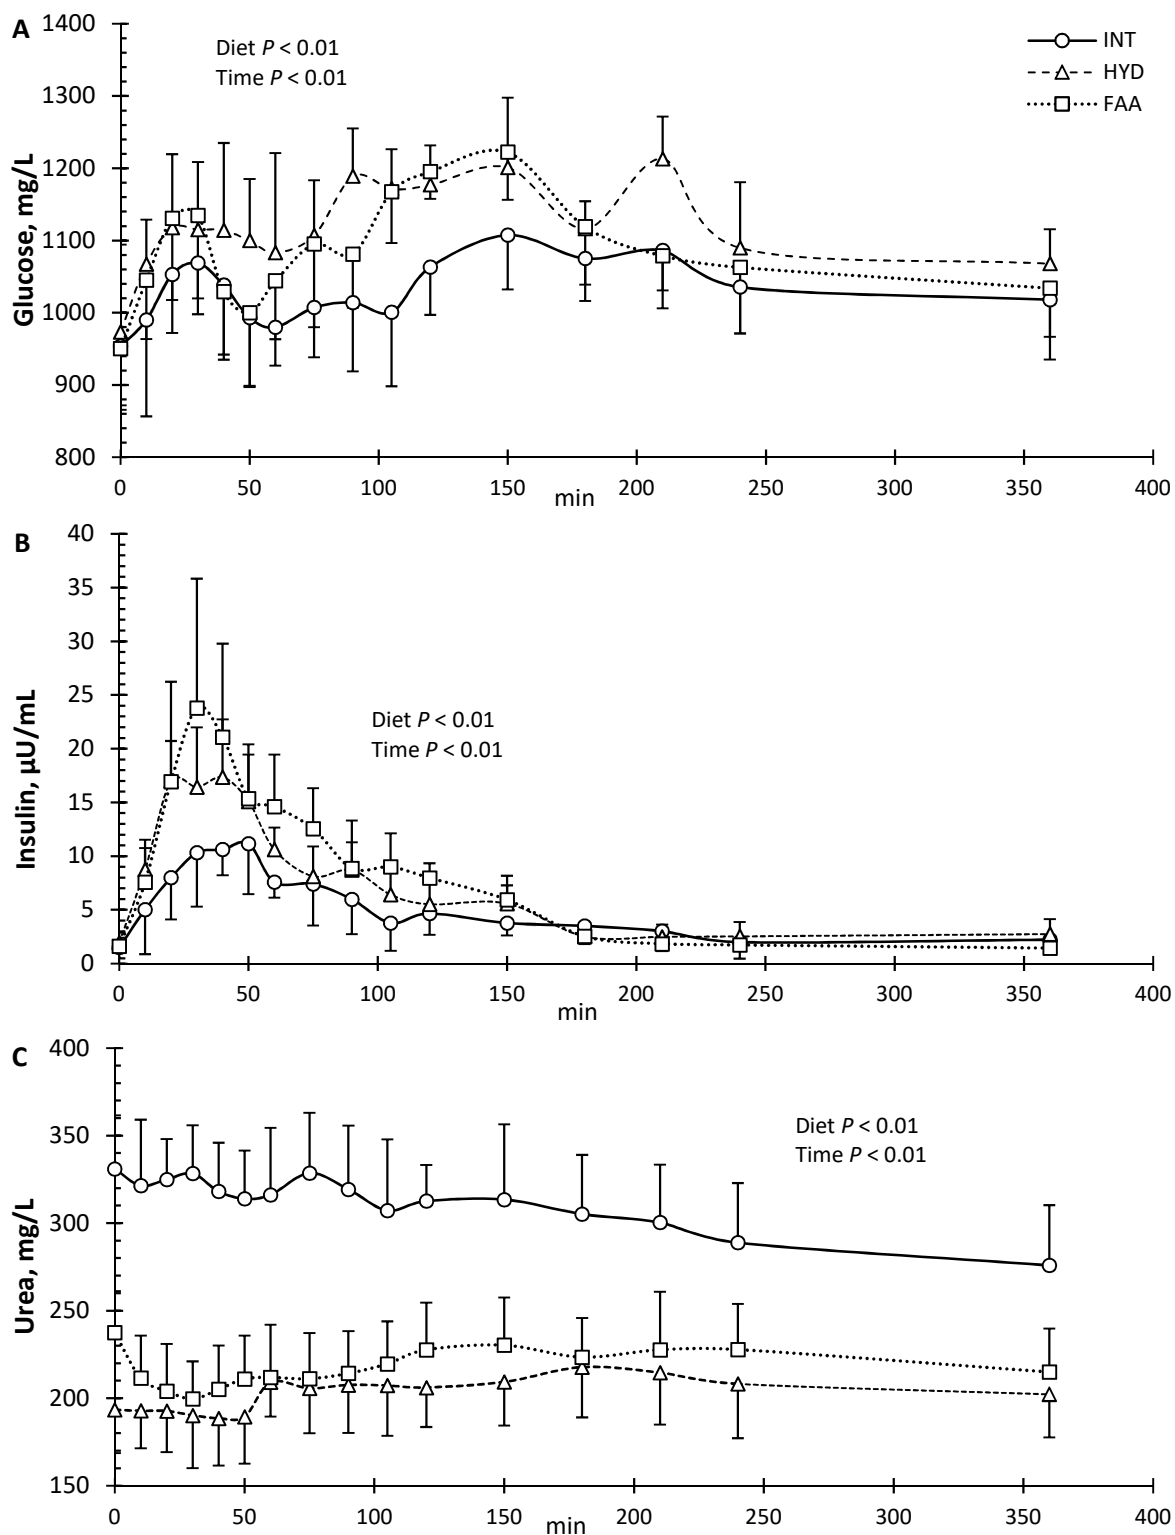 A
1400
1300
1200
1100
1000
900
800
Glucose, mg/L
Diet P < 0.01
Time P < 0.01
INT
HYD
FAA
0 50 100 150 200 250 300 350 400
min
B
40
35
30
25
20
15
10
5
0
Insulin, µU/mL
Diet P < 0.01
Time P < 0.01
0 50 100 150 200 250 300 350 400
min
C
400
350
300
250
200
150
Urea, mg/L
Diet P < 0.01
Time P < 0.01
0 50 100 150 200 250 300 350 400
min